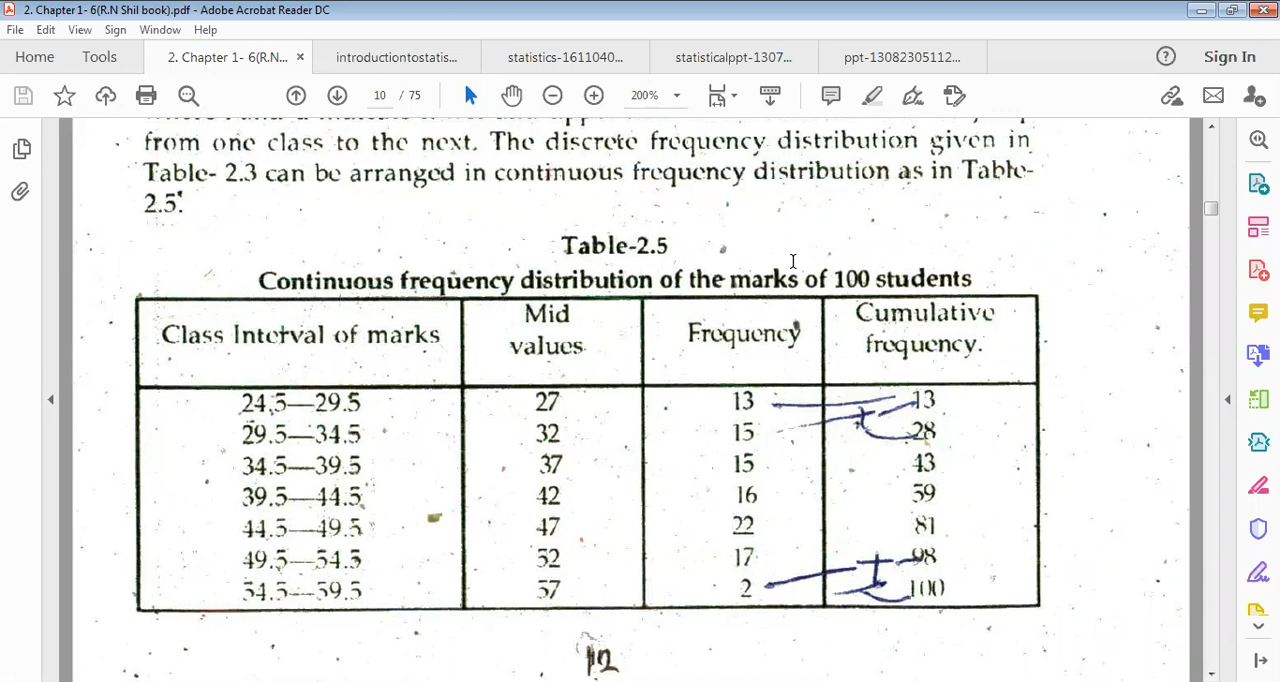 2. Chapter 1- 6(R.N Shil book).pdf - Adobe Acrobat Reader DC
File Edit View Sign Window Help
Home Tools 2. Chapter 1- 6(R.N... × introductiontostatis... statistics-1611040... statisticalppt-1307... ppt-13082305112... Sign In
10 / 75 200%
from one class to the next. The discrete frequency distribution given in
Table- 2.3 can be arranged in continuous frequency distribution as in Table-
2.5.
Table-2.5
Continuous frequency distribution of the marks of 100 students
Class Interval of marks Mid values Frequency Cumulative frequency.
24.5—29.5 27 13 13
29.5—34.5 32 15 28
34.5—39.5 37 15 43
39.5—44.5 42 16 59
44.5—49.5 47 22 81
49.5—54.5 52 17 98
54.5—59.5 57 2 100
12